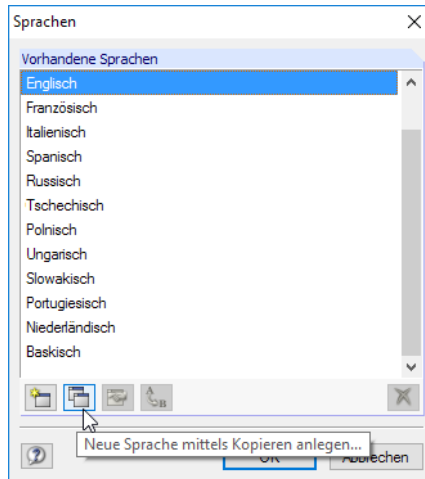 Sprachen
Vorhandene Sprachen
Englisch
Französisch
Italienisch
Spanisch
Russisch
Tschechisch
Polnisch
Ungarisch
Slowakisch
Portugiesisch
Niederländisch
Baskisch
Neue Sprache mittels Kopieren anlegen...
OK
Abbrechen